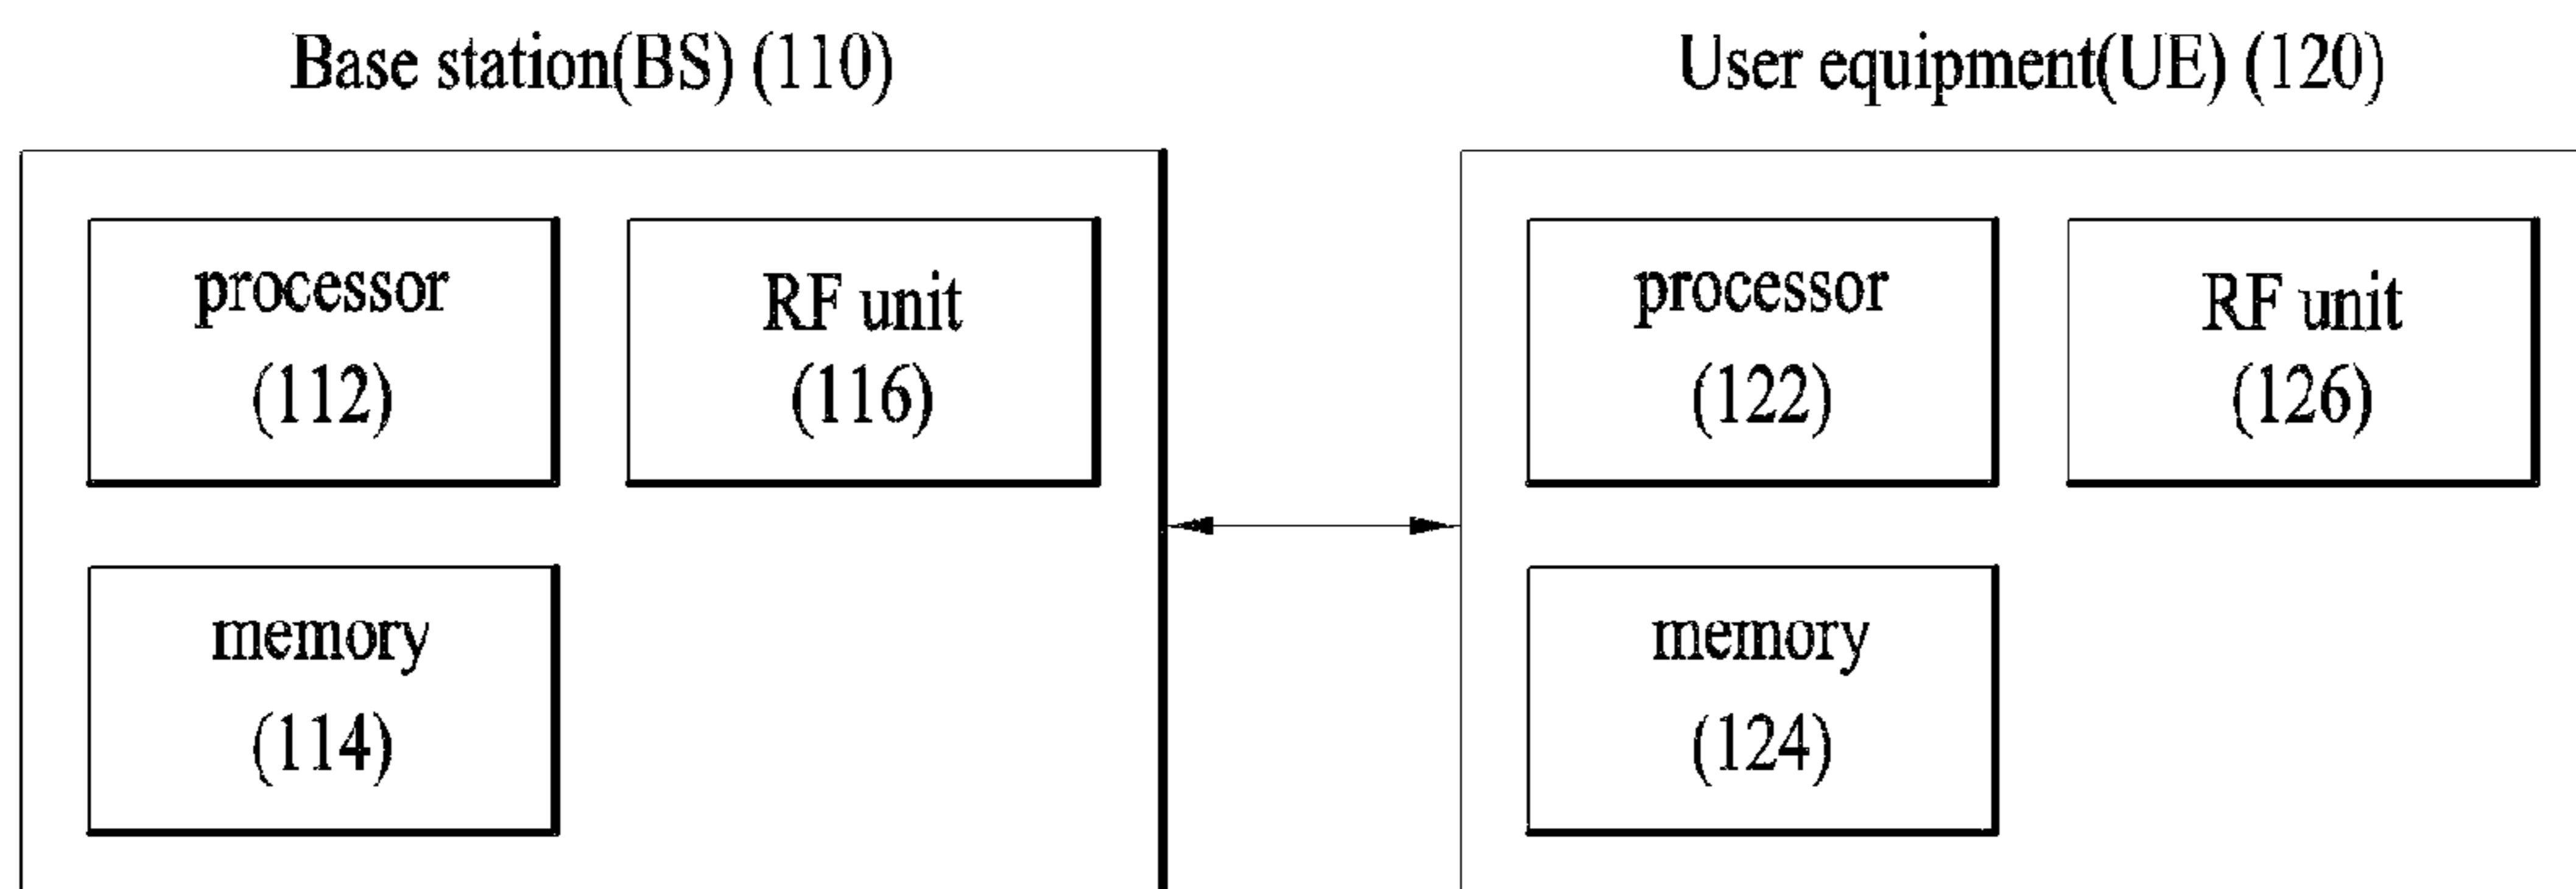 Base station(BS) (110)
processor
(112)
RF unit
(116)
memory
(114)
User equipment(UE) (120)
processor
(122)
RF unit
(126)
memory
(124)